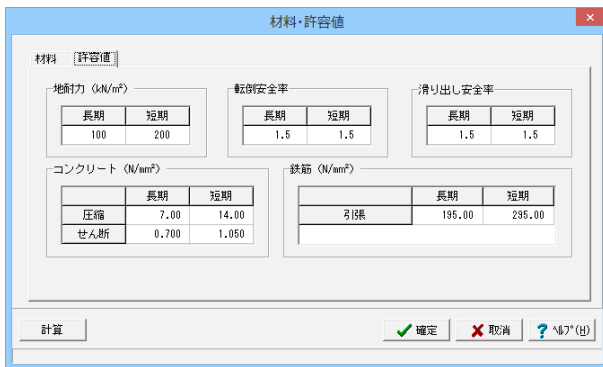 材料・許容値
材料 許容値
地耐力 (kN/m²) 転倒安全率 滑り出し安全率
長期 短期 長期 短期 長期 短期
100 200 1.5 1.5 1.5 1.5
コンクリート (N/mm²) 鉄筋 (N/mm²)
長期 短期 長期 短期
圧縮 7.00 14.00 引張 195.00 295.00
せん断 0.700 1.050
計算 確定 取消 ? ﾍﾙﾌﾟ(H)